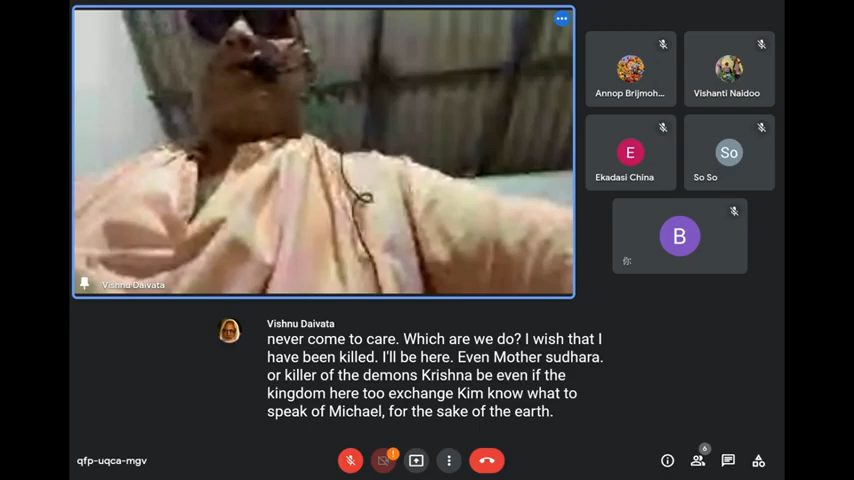 Vishnu Daivata
Annop Brijmoh...
Vishanti Naidoo
E
Ekadasi China
So
So So
B
你
Vishnu Daivata
never come to care. Which are we do? I wish that I
have been killed. I'll be here. Even Mother sudhara.
or killer of the demons Krishna be even if the
kingdom here too exchange Kim know what to
speak of Michael, for the sake of the earth.
qfp-uqca-mgv
!
6